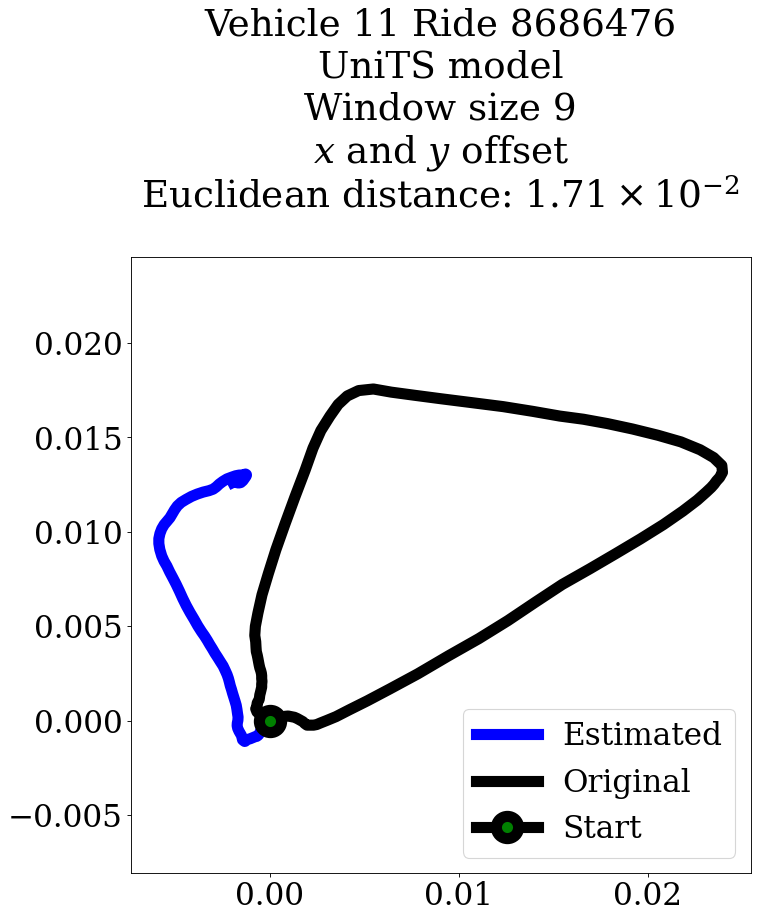 Vehicle 11 Ride 8686476
UniTS model
Window size 9
x and y offset
Euclidean distance: 1.71 × 10⁻²
0.020
0.015
0.010
0.005
0.000
−0.005
Estimated
Original
Start
0.00 0.01 0.02